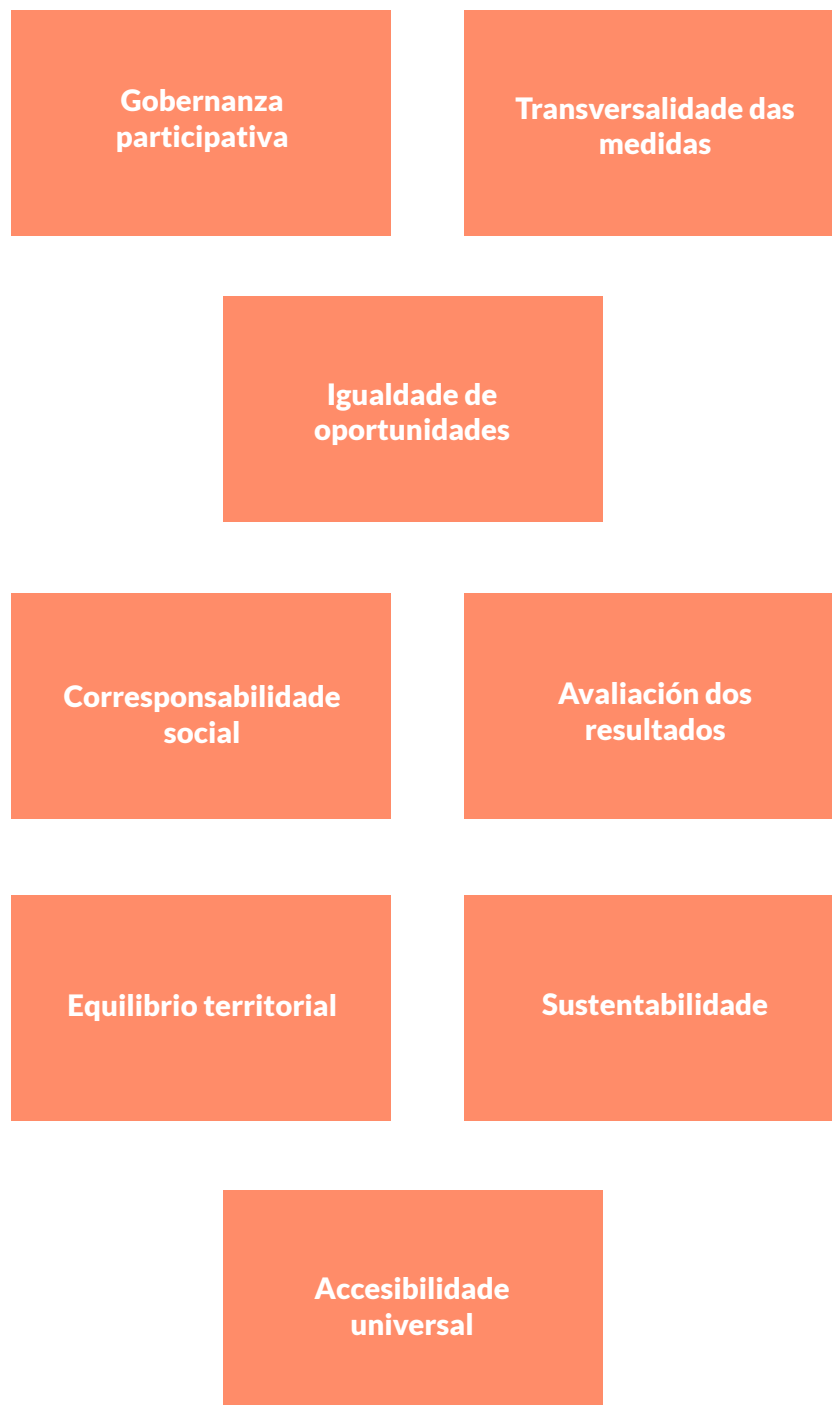 Gobernanza
participativa
Transversalidade das
medidas
Igualdade de
oportunidades
Corresponsabilidade
social
Avaliación dos
resultados
Equilibrio territorial
Sustentabilidade
Accesibilidade
universal